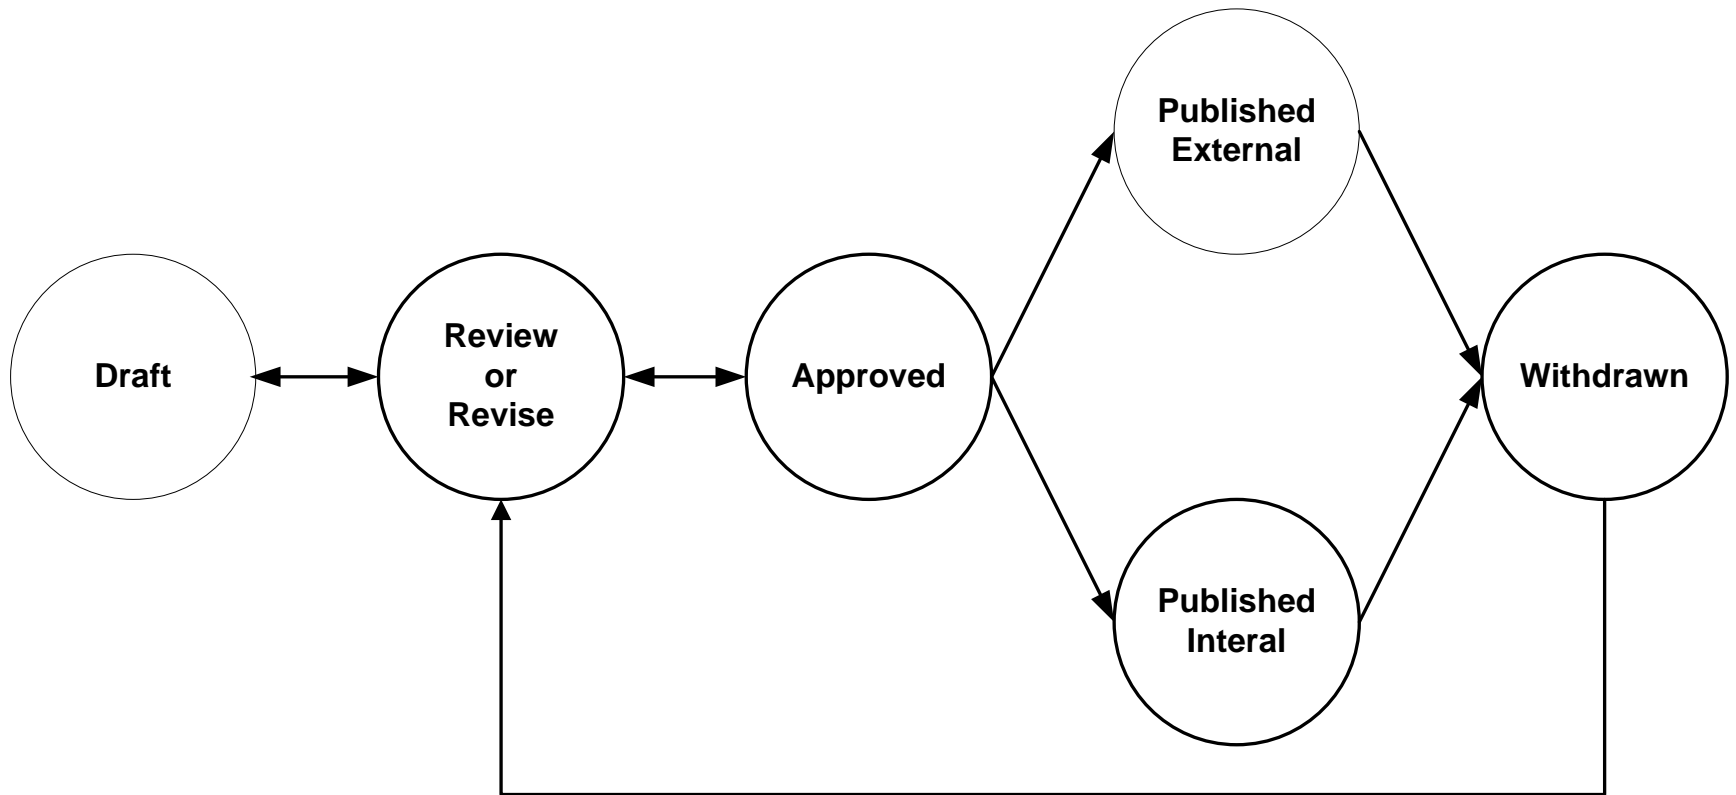 Draft
Review
or
Revise
Approved
Published
External
Published
Interal
Withdrawn